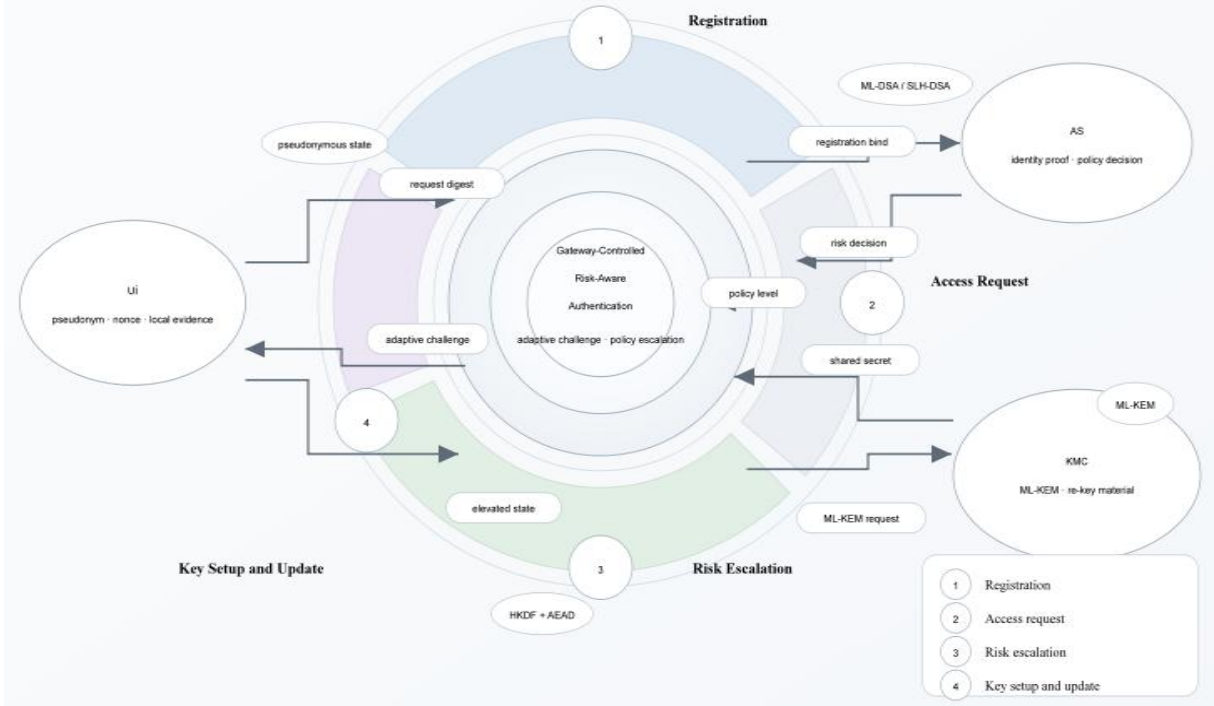 Registration
1
ML-DSA / SLH-DSA
AS
identity proof · policy decision
registration bind
pseudonymous state
request digest
risk decision
Access Request
2
Gateway-Controlled
Risk-Aware
Authentication
adaptive challenge · policy escalation
policy level
Ui
pseudonym · nonce · local evidence
adaptive challenge
shared secret
4
ML-KEM
KMC
ML-KEM · re-key material
elevated state
ML-KEM request
Key Setup and Update
3
Risk Escalation
HKDF + AEAD
1 Registration
2 Access request
3 Risk escalation
4 Key setup and update